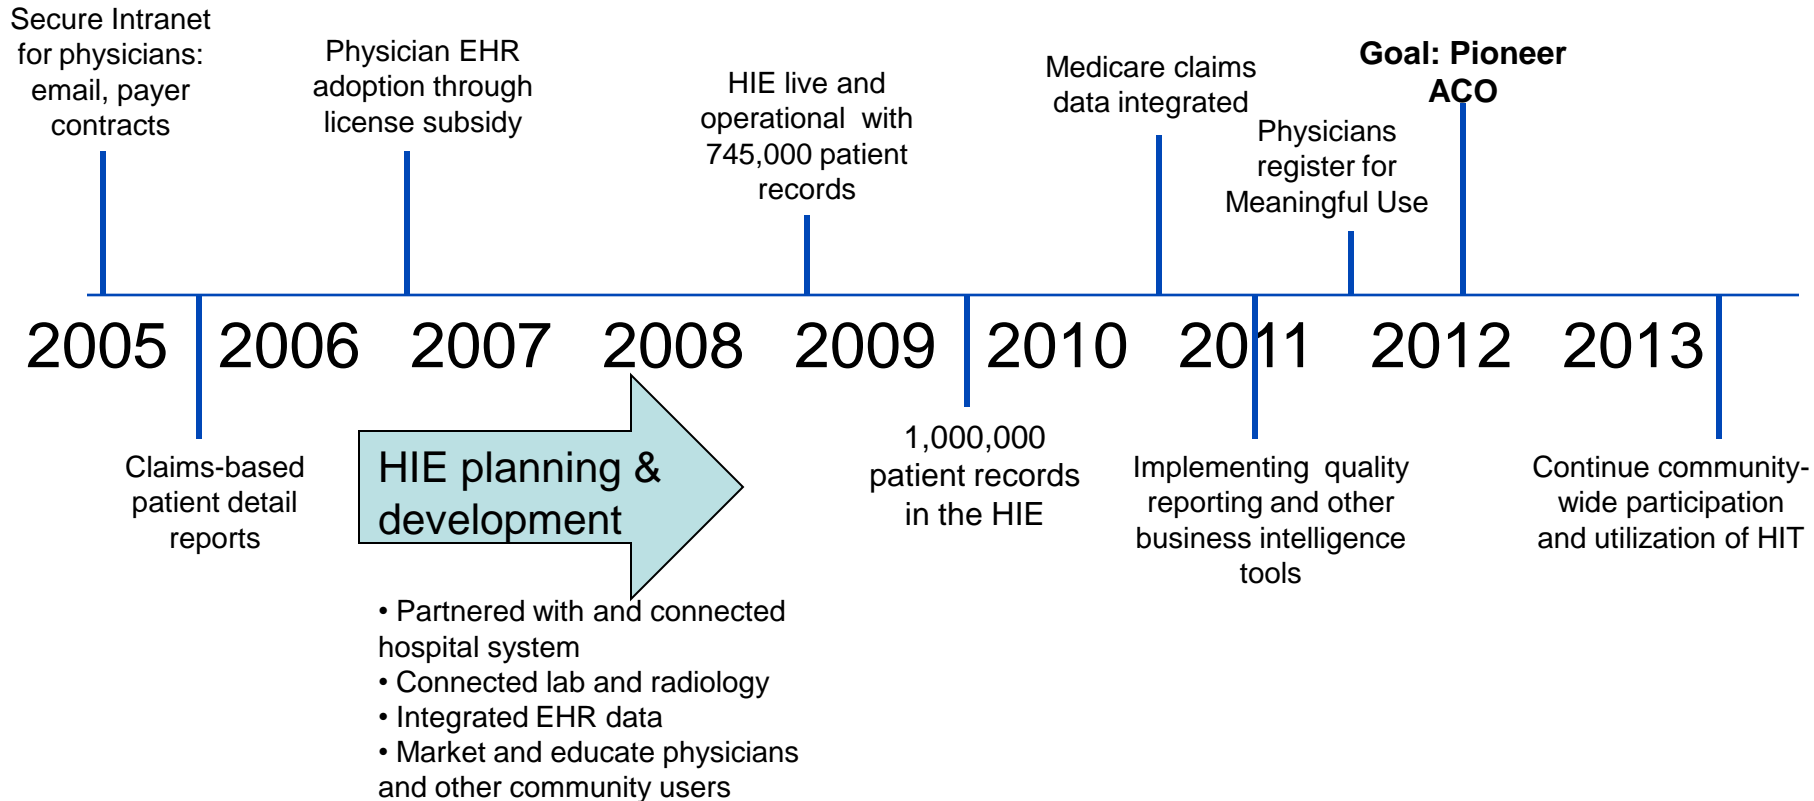 Secure Intranet
for physicians:
email, payer
contracts
Physician EHR
adoption through
license subsidy
HIE live and
operational with
745,000 patient
records
Medicare claims
data integrated
Physicians
register for
Meaningful Use
Goal: Pioneer
ACO
2005 2006 2007 2008 2009 2010 2011 2012 2013
Claims-based
patient detail
reports
HIE planning &
development
• Partnered with and connected
hospital system
• Connected lab and radiology
• Integrated EHR data
• Market and educate physicians
and other community users
1,000,000
patient records
in the HIE
Implementing quality
reporting and other
business intelligence
tools
Continue community-
wide participation
and utilization of HIT